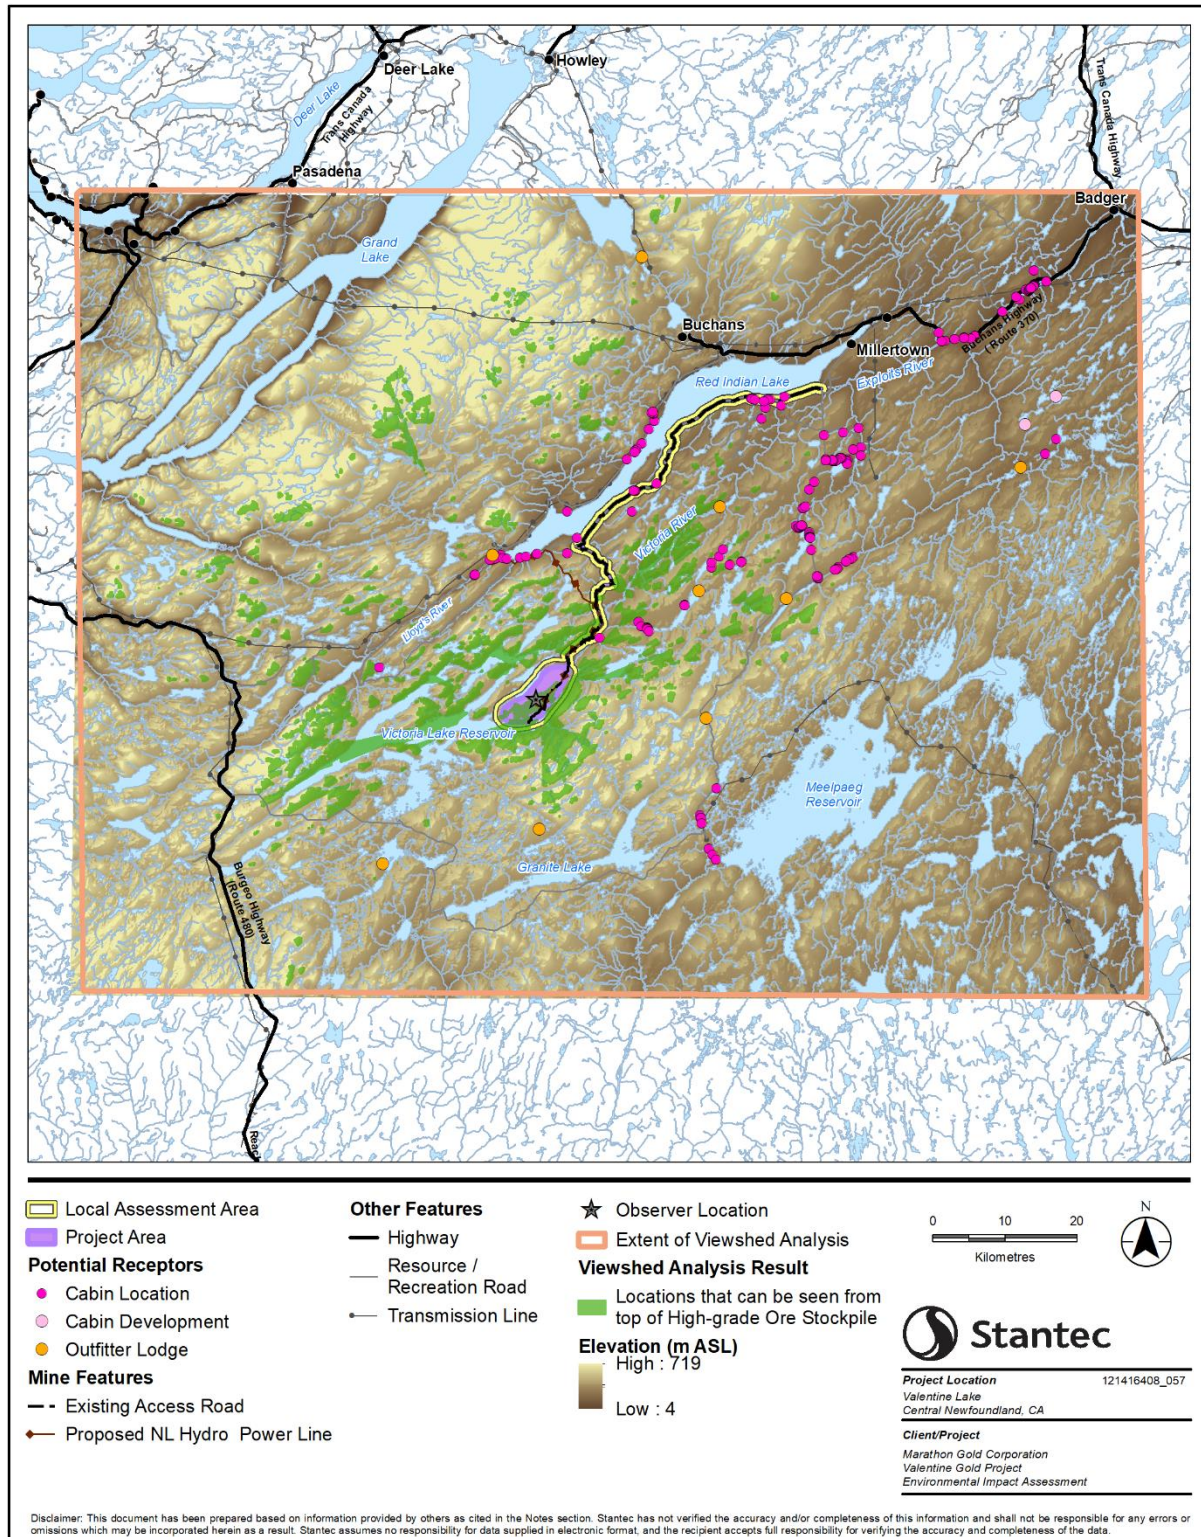 Deer Lake
Howley
Deer Lake
Trans Canada
Highway
Trans Canada Highway
Pasadena
Badger
Grand
Lake
Buchans
Millertown
Buchans Highway
( Route 370)
Exploits River
Red Indian Lake
Victoria River
Lloyd's River
Victoria Lake Reservoir
Meelpaeg
Reservoir
Granite Lake
Burgeo Highway
(Route 480)
Reach
Local Assessment Area
Project Area
Potential Receptors
Cabin Location
Cabin Development
Outfitter Lodge
Mine Features
Existing Access Road
Proposed NL Hydro Power Line
Other Features
Highway
Resource /
Recreation Road
Transmission Line
Observer Location
Extent of Viewshed Analysis
Viewshed Analysis Result
Locations that can be seen from
top of High-grade Ore Stockpile
Elevation (m ASL)
High : 719
Low : 4
0 10 20
Kilometres
N
Stantec
Project Location 121416408_057
Valentine Lake
Central Newfoundland, CA
Client/Project
Marathon Gold Corporation
Valentine Gold Project
Environmental Impact Assessment
Disclaimer: This document has been prepared based on information provided by others as cited in the Notes section. Stantec has not verified the accuracy and/or completeness of this information and shall not be responsible for any errors or
omissions which may be incorporated herein as a result. Stantec assumes no responsibility for data supplied in electronic format, and the recipient accepts full responsibility for verifying the accuracy and completeness of the data.